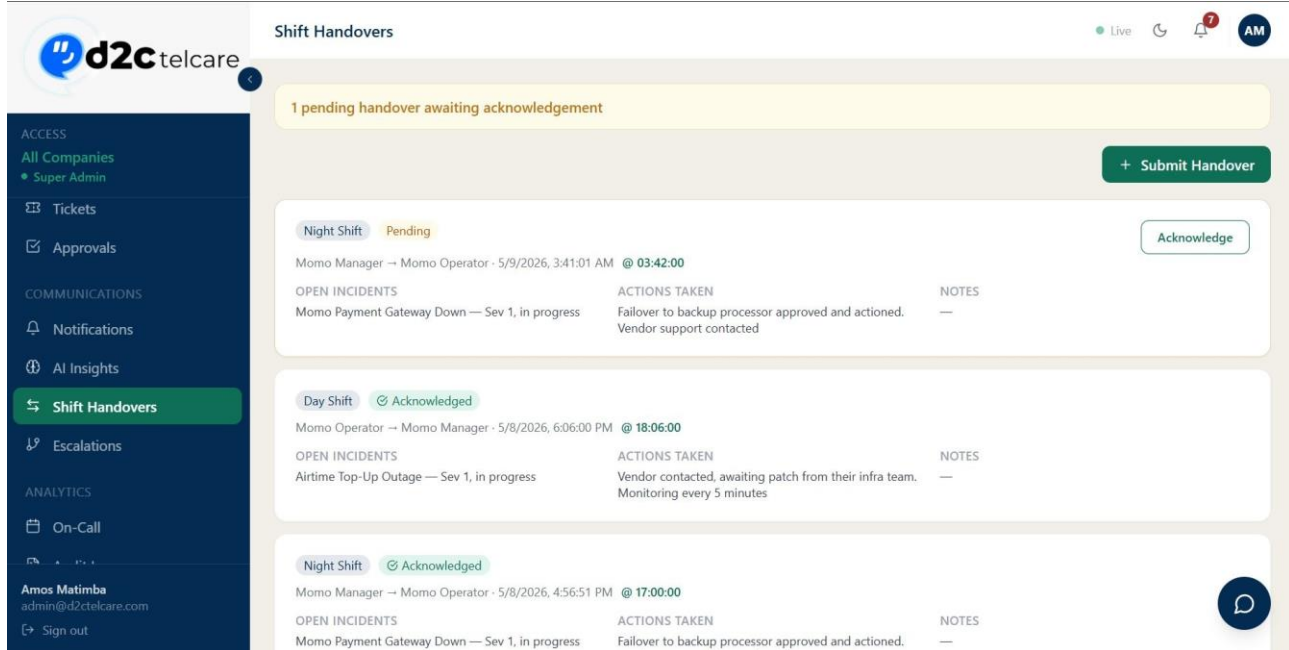 d2c telcare
ACCESS
All Companies
Super Admin
Tickets
Approvals
COMMUNICATIONS
Notifications
AI Insights
Shift Handovers
Escalations
ANALYTICS
On-Call
Amos Matimba
admin@d2ctelcare.com
Sign out
Shift Handovers
Live
7
AM
1 pending handover awaiting acknowledgement
+ Submit Handover
Night Shift Pending
Acknowledge
Momo Manager → Momo Operator · 5/9/2026, 3:41:01 AM @ 03:42:00
OPEN INCIDENTS ACTIONS TAKEN NOTES
Momo Payment Gateway Down — Sev 1, in progress Failover to backup processor approved and actioned. —
Vendor support contacted
Day Shift Acknowledged
Momo Operator → Momo Manager · 5/8/2026, 6:06:00 PM @ 18:06:00
OPEN INCIDENTS ACTIONS TAKEN NOTES
Airtime Top-Up Outage — Sev 1, in progress Vendor contacted, awaiting patch from their infra team. —
Monitoring every 5 minutes
Night Shift Acknowledged
Momo Manager → Momo Operator · 5/8/2026, 4:56:51 PM @ 17:00:00
OPEN INCIDENTS ACTIONS TAKEN NOTES
Momo Payment Gateway Down — Sev 1, in progress Failover to backup processor approved and actioned. —